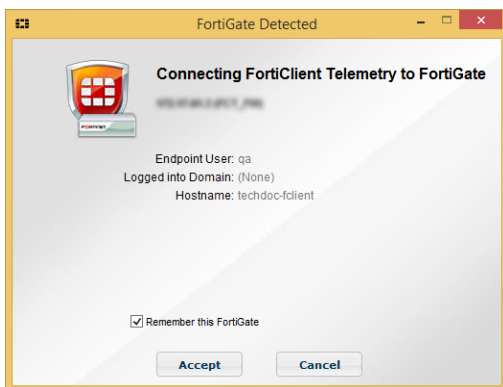 FortiGate Detected
Connecting FortiClient Telemetry to FortiGate
FORTINET
Endpoint User: qa
Logged into Domain: (None)
Hostname: techdoc-fclient
Remember this FortiGate
Accept
Cancel